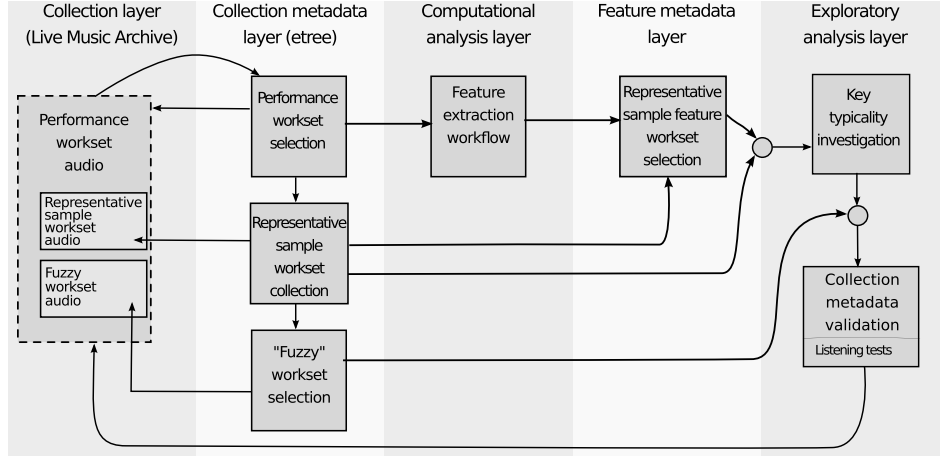 Collection layer
(Live Music Archive)
Collection metadata
layer (etree)
Computational
analysis layer
Feature metadata
layer
Exploratory
analysis layer
Performance
workset
audio
Representative
sample
workset
audio
Fuzzy
workset
audio
Performance
workset
selection
Representative
sample
workset
collection
"Fuzzy"
workset
selection
Feature
extraction
workflow
Representative
sample feature
workset
selection
Key
typicality
investigation
Collection
metadata
validation
Listening tests